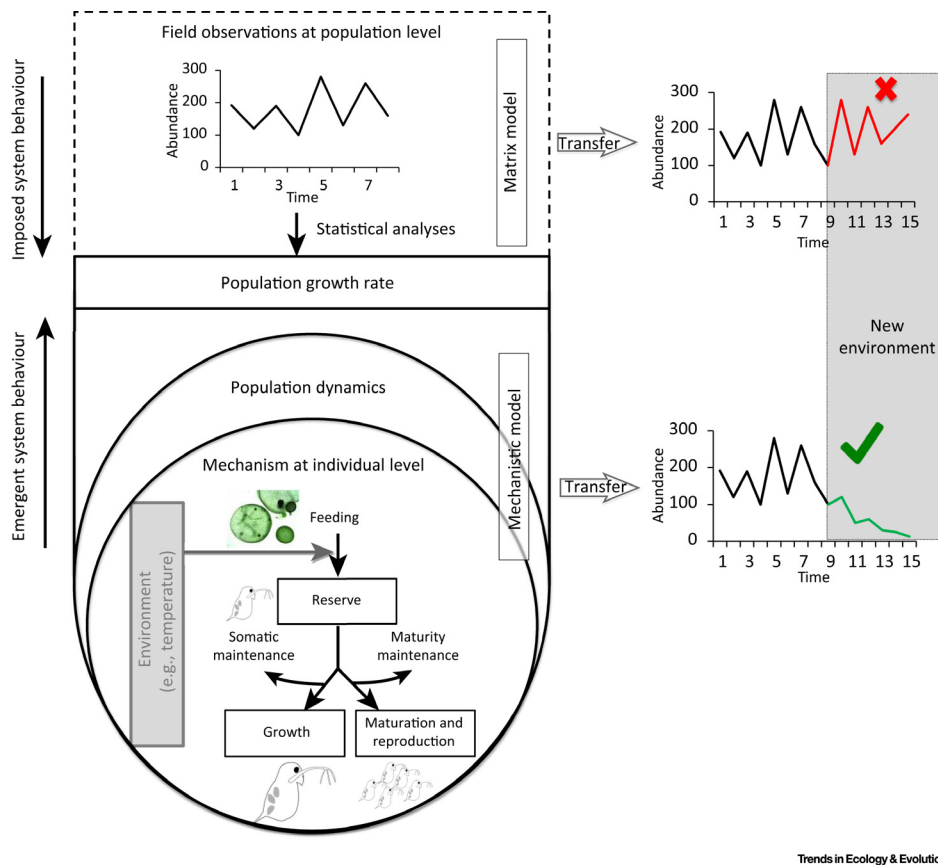 Field observations at population level
300
200
100
0
Abundance
1 3 5 7
Time
Matrix model
Imposed system behaviour
Statistical analyses
Population growth rate
Emergent system behaviour
Population dynamics
Mechanistic model
Mechanism at individual level
Feeding
Environment
(e.g., temperature)
Reserve
Somatic
maintenance
Maturity
maintenance
Growth
Maturation and
reproduction
Transfer
300
200
100
0
Abundance
1 3 5 7 9 11 13 15
Time
New
environment
Transfer
300
200
100
0
Abundance
1 3 5 7 9 11 13 15
Time
Trends in Ecology & Evolutio